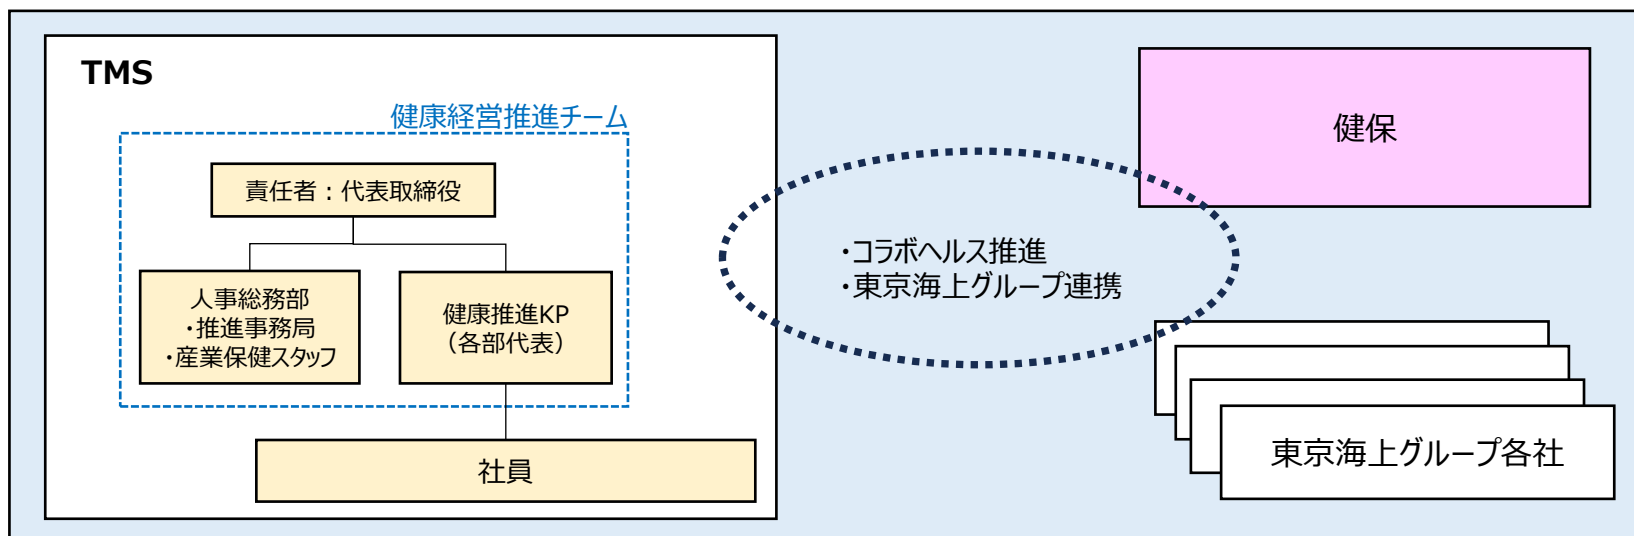 TMS
健康経営推進チーム
責任者：代表取締役
人事総務部
・推進事務局
・産業保健スタッフ
健康推進KP
（各部代表）
社員
・コラボヘルス推進
・東京海上グループ連携
健保
東京海上グループ各社